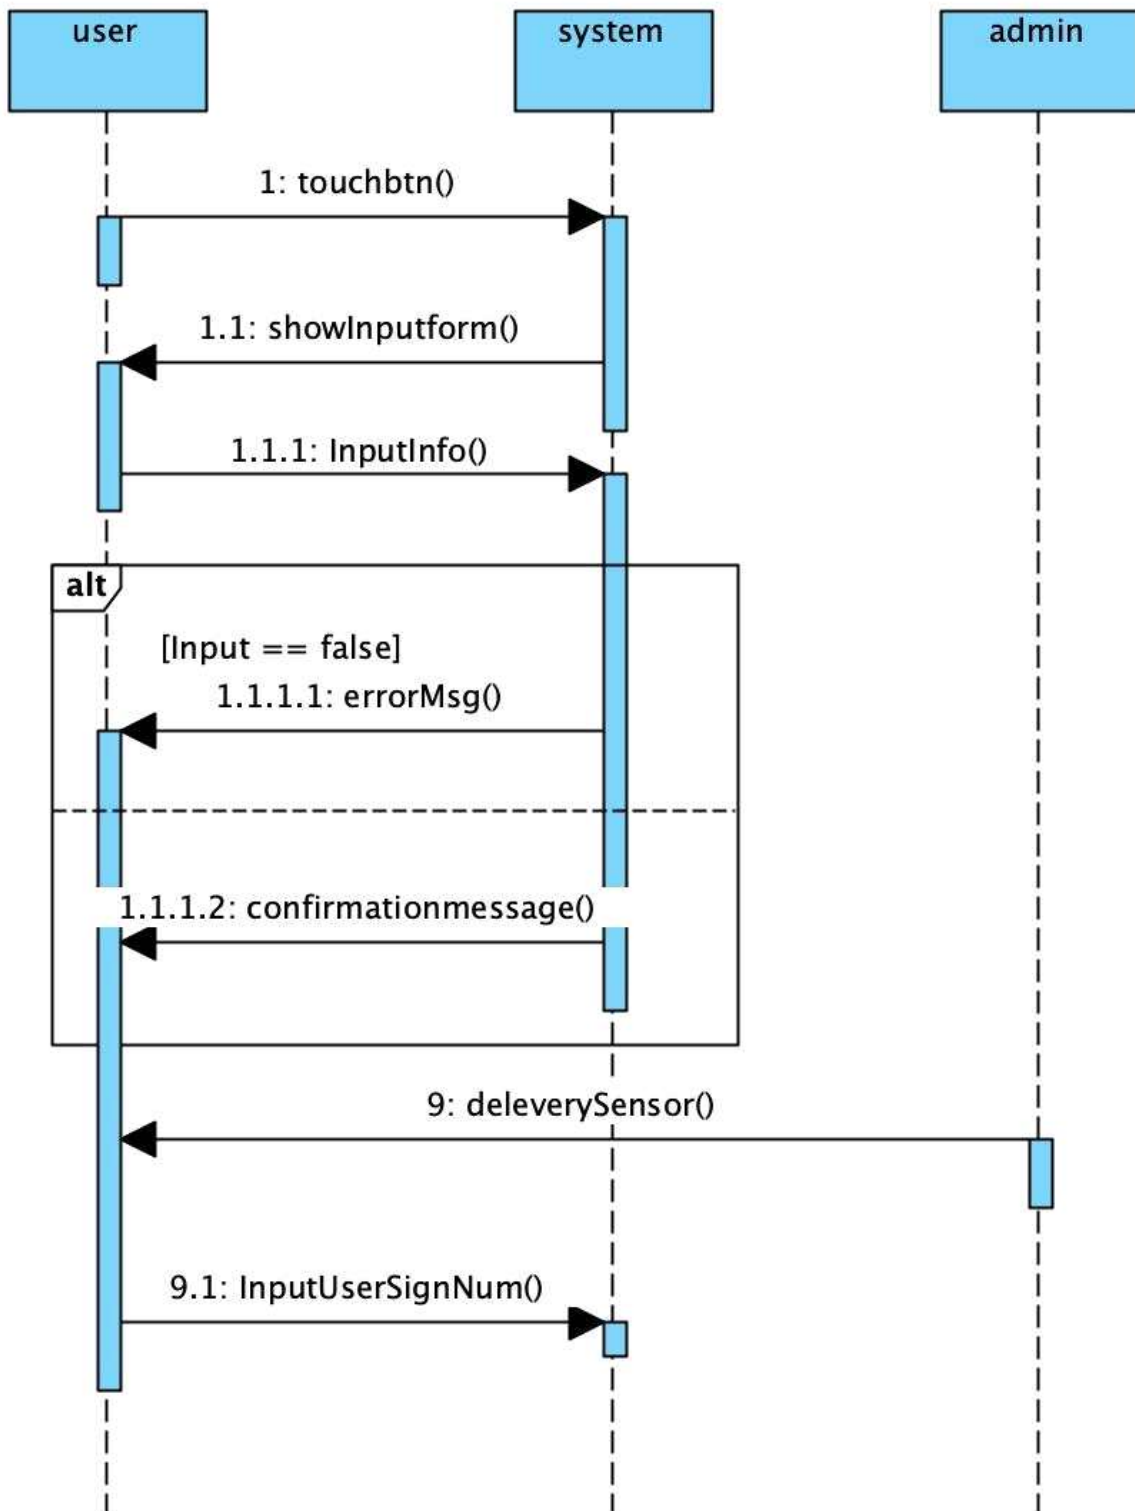 user
system
admin
1: touchbtn()
1.1: showInputform()
1.1.1: InputInfo()
alt
[Input == false]
1.1.1.1: errorMsg()
1.1.1.2: confirmationmessage()
9: deleverySensor()
9.1: InputUserSignNum()